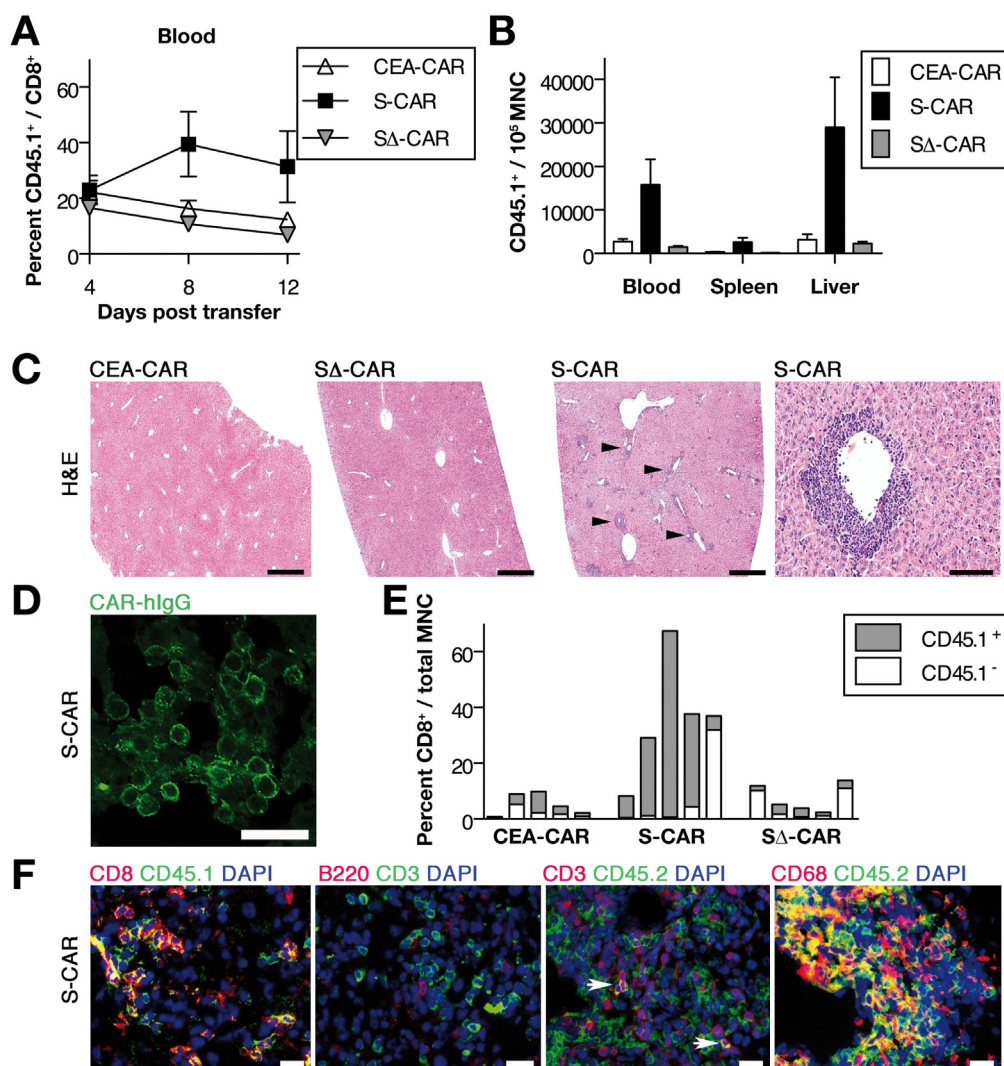 A
Blood
CEA-CAR
S-CAR
SΔ-CAR
Percent CD45.1⁺ / CD8⁺
60
40
20
0
4
8
12
Days post transfer
B
CEA-CAR
S-CAR
SΔ-CAR
CD45.1⁺ / 10⁵ MNC
40000
30000
20000
10000
0
Blood
Spleen
Liver
C
CEA-CAR
SΔ-CAR
S-CAR
S-CAR
H&E
D
CAR-hIgG
S-CAR
E
CD45.1⁺
CD45.1⁻
Percent CD8⁺ / total MNC
60
40
20
0
CEA-CAR
S-CAR
SΔ-CAR
F
CD8 CD45.1 DAPI
B220 CD3 DAPI
CD3 CD45.2 DAPI
CD68 CD45.2 DAPI
S-CAR